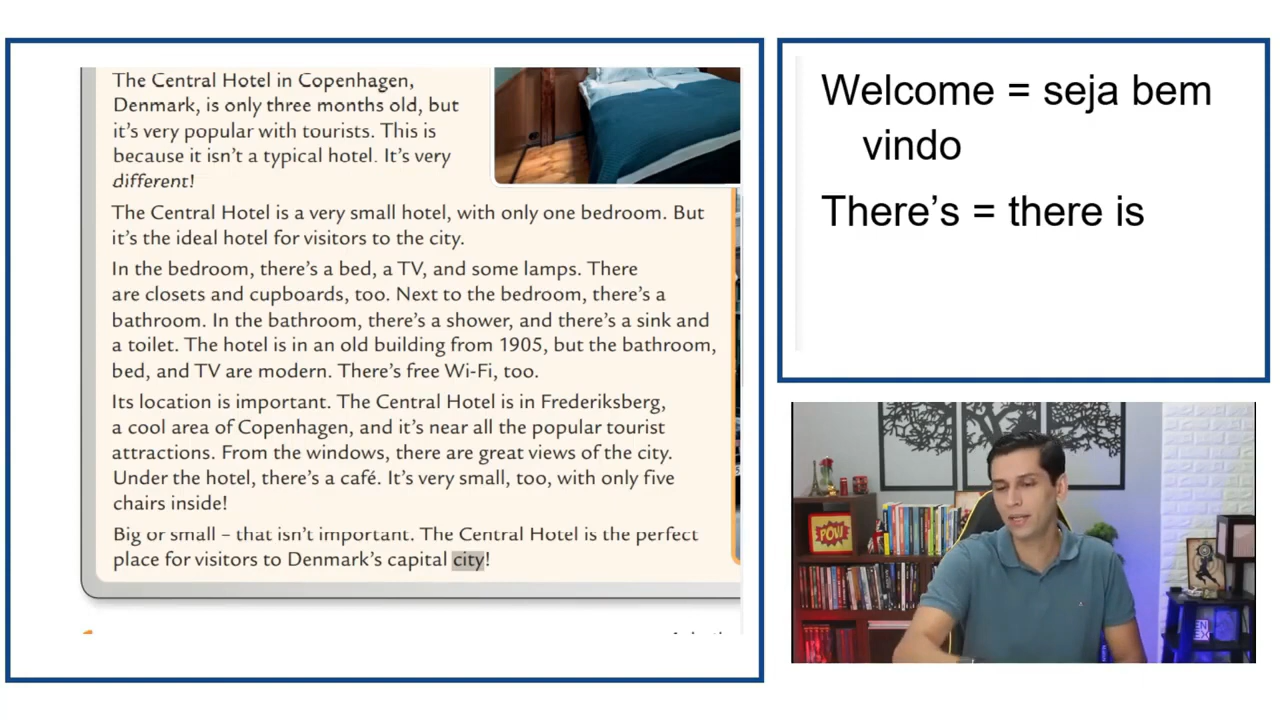 The Central Hotel in Copenhagen,
Denmark, is only three months old, but
it's very popular with tourists. This is
because it isn't a typical hotel. It's very
different!
The Central Hotel is a very small hotel, with only one bedroom. But
it's the ideal hotel for visitors to the city.
In the bedroom, there's a bed, a TV, and some lamps. There
are closets and cupboards, too. Next to the bedroom, there's a
bathroom. In the bathroom, there's a shower, and there's a sink and
a toilet. The hotel is in an old building from 1905, but the bathroom,
bed, and TV are modern. There's free Wi-Fi, too.
Its location is important. The Central Hotel is in Frederiksberg,
a cool area of Copenhagen, and it's near all the popular tourist
attractions. From the windows, there are great views of the city.
Under the hotel, there's a café. It's very small, too, with only five
chairs inside!
Big or small – that isn't important. The Central Hotel is the perfect
place for visitors to Denmark's capital city!
Welcome = seja bem
vindo
There's = there is
POW!